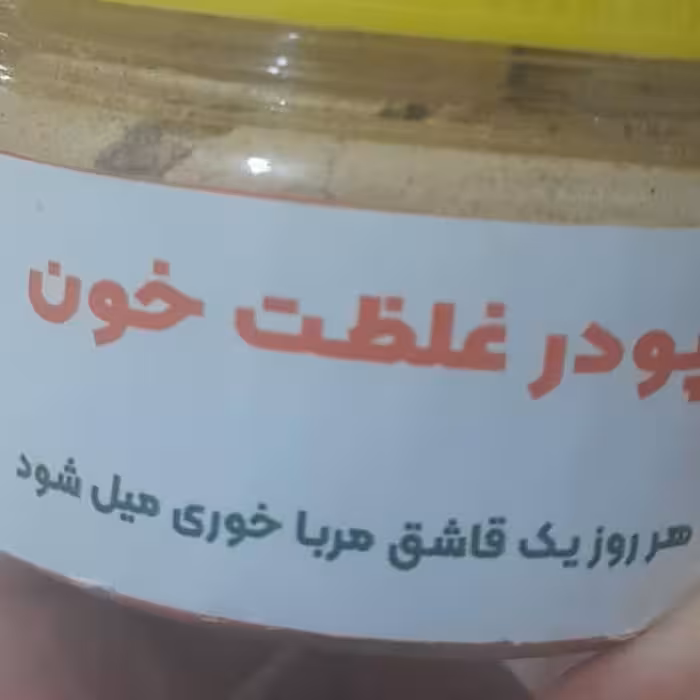 پودر غلظت خون
هر روز یک قاشق مربا خوری میل شود